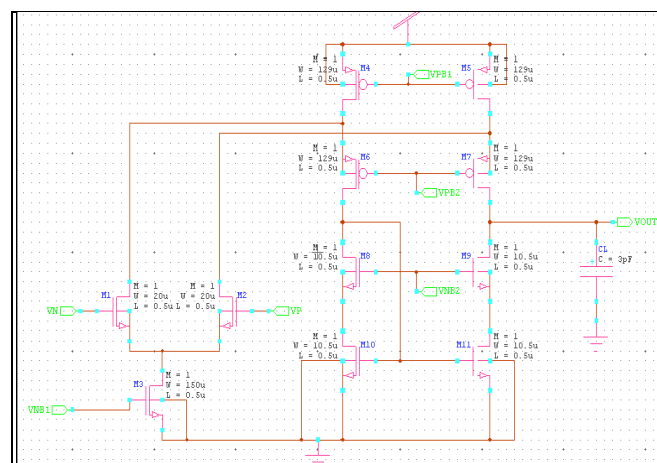 M = 1
W = 129u
L = 0.5u
M4
VPB1
M5
M = 1
W = 129u
L = 0.5u
M = 1
W = 129u
L = 0.5u
M6
VPB2
M7
M = 1
W = 129u
L = 0.5u
VOUT
M = 1
W = 10.5u
L = 0.5u
M8
VNB2
M9
M = 1
W = 10.5u
L = 0.5u
CL
C = 3pF
VN
M1
M = 1
W = 20u
L = 0.5u
M = 1
W = 20u
L = 0.5u
M2
VP
M = 1
W = 10.5u
L = 0.5u
M10
M11
M = 1
W = 10.5u
L = 0.5u
VNB1
M3
M = 1
W = 150u
L = 0.5u